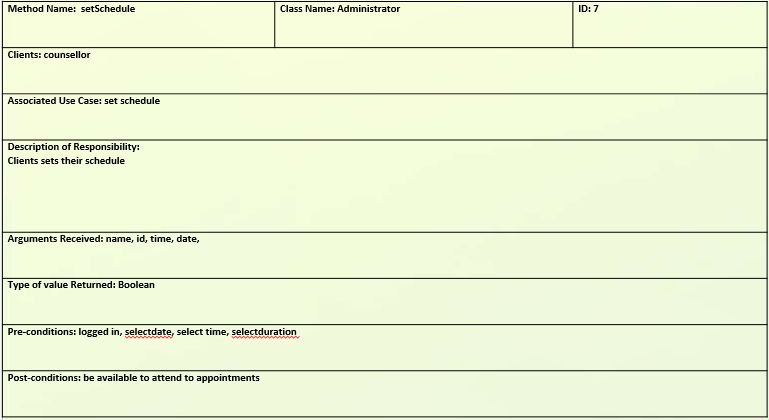 Method Name:  setSchedule
Class Name: Administrator
ID: 7
Clients: counsellor
Associated Use Case: set schedule
Description of Responsibility:
Clients sets their schedule
Arguments Received: name, id, time, date,
Type of value Returned: Boolean
Pre-conditions: logged in, selectdate, select time, selectduration
Post-conditions: be available to attend to appointments